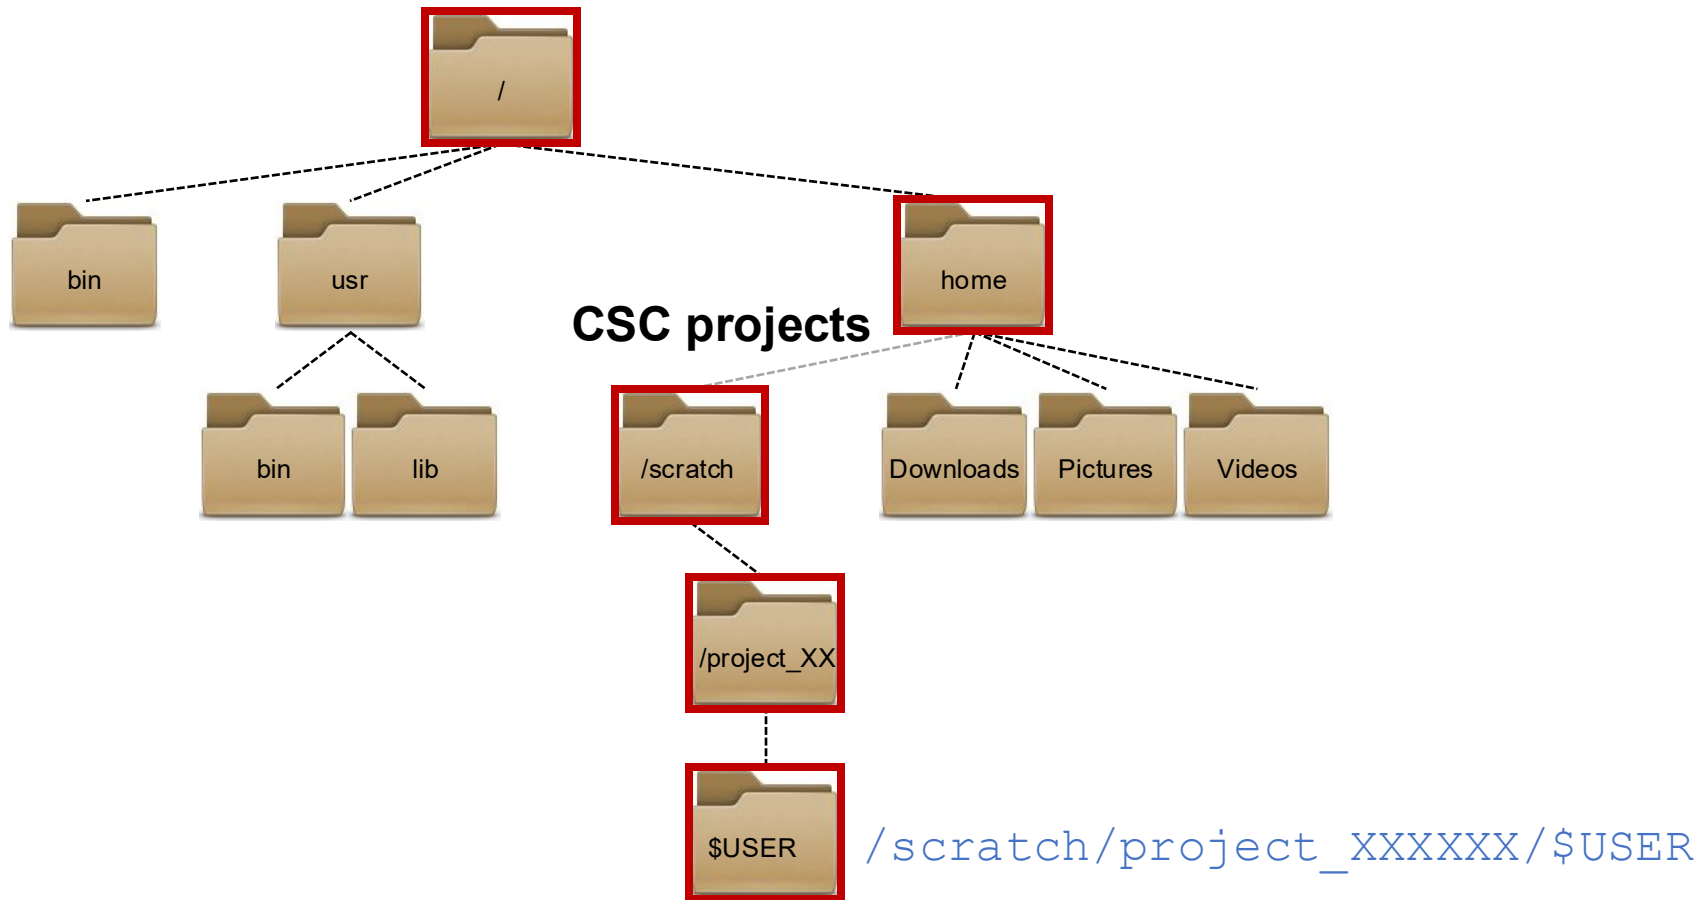 /
bin
usr
home
CSC projects
bin
lib
/scratch
Downloads
Pictures
Videos
/project_XX
$USER
/scratch/project_XXXXXX/$USER